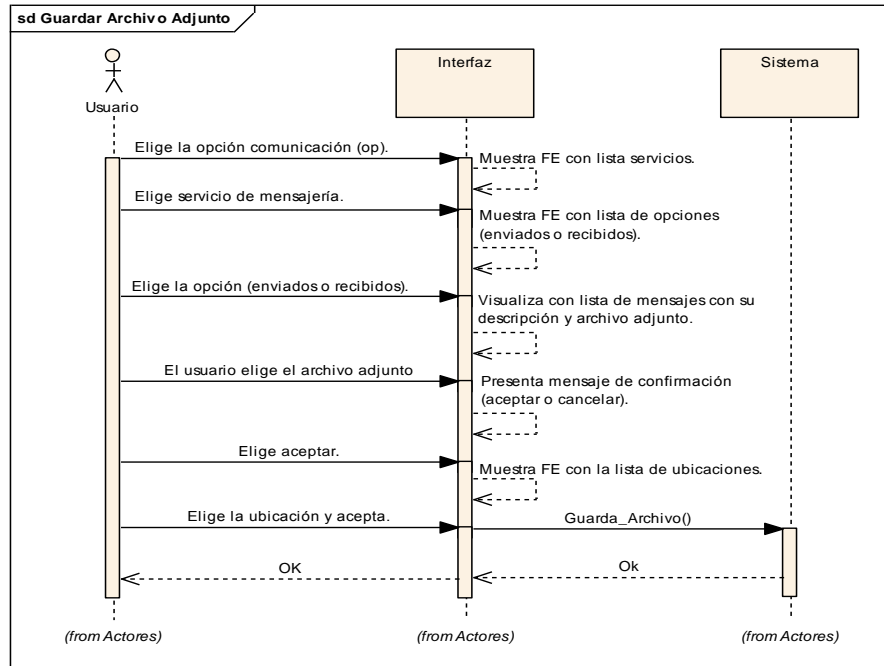 sd Guardar Archivo Adjunto
Usuario
Interfaz
Sistema
Elige la opción comunicación (op).
Muestra FE con lista servicios.
Elige servicio de mensajería.
Muestra FE con lista de opciones
(enviados o recibidos).
Elige la opción (enviados o recibidos).
Visualiza con lista de mensajes con su
descripción y archivo adjunto.
El usuario elige el archivo adjunto
Presenta mensaje de confirmación
(aceptar o cancelar).
Elige aceptar.
Muestra FE con la lista de ubicaciones.
Elige la ubicación y acepta.
Guarda_Archivo()
OK
Ok
(from Actores)
(from Actores)
(from Actores)